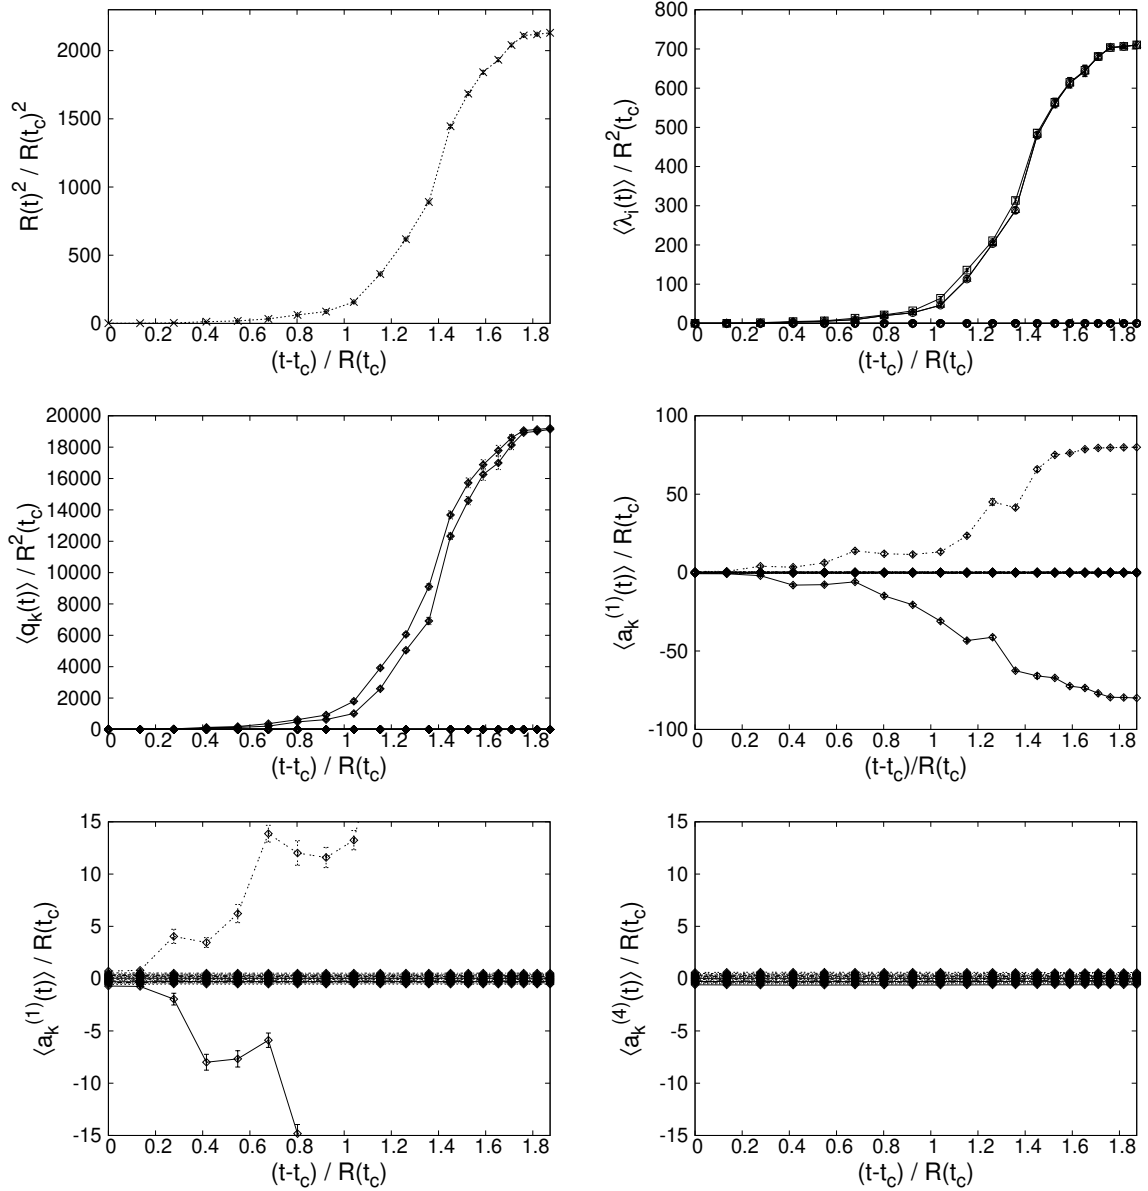 R(t)^2 / R(t_c)^2
2000
1500
1000
500
0
0 0.2 0.4 0.6 0.8 1 1.2 1.4 1.6 1.8
(t-t_c) / R(t_c)
⟨λ_i(t)⟩ / R^2(t_c)
800
700
600
500
400
300
200
100
0
0 0.2 0.4 0.6 0.8 1 1.2 1.4 1.6 1.8
(t-t_c) / R(t_c)
⟨q_k(t)⟩ / R^2(t_c)
20000
18000
16000
14000
12000
10000
8000
6000
4000
2000
0
0 0.2 0.4 0.6 0.8 1 1.2 1.4 1.6 1.8
(t-t_c) / R(t_c)
⟨a_k^(1)(t)⟩ / R(t_c)
100
50
0
-50
-100
0 0.2 0.4 0.6 0.8 1 1.2 1.4 1.6 1.8
(t-t_c)/R(t_c)
⟨a_k^(1)(t)⟩ / R(t_c)
15
10
5
0
-5
-10
-15
0 0.2 0.4 0.6 0.8 1 1.2 1.4 1.6 1.8
(t-t_c) / R(t_c)
⟨a_k^(4)(t)⟩ / R(t_c)
15
10
5
0
-5
-10
-15
0 0.2 0.4 0.6 0.8 1 1.2 1.4 1.6 1.8
(t-t_c) / R(t_c)